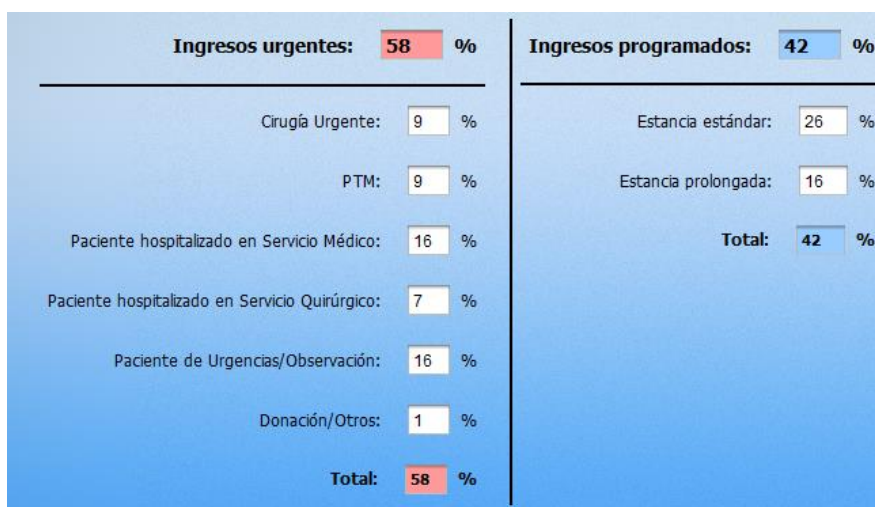 Ingresos urgentes: 58 %
Cirugía Urgente: 9 %
PTM: 9 %
Paciente hospitalizado en Servicio Médico: 16 %
Paciente hospitalizado en Servicio Quirúrgico: 7 %
Paciente de Urgencias/Observación: 16 %
Donación/Otros: 1 %
Total: 58 %
Ingresos programados: 42 %
Estancia estándar: 26 %
Estancia prolongada: 16 %
Total: 42 %